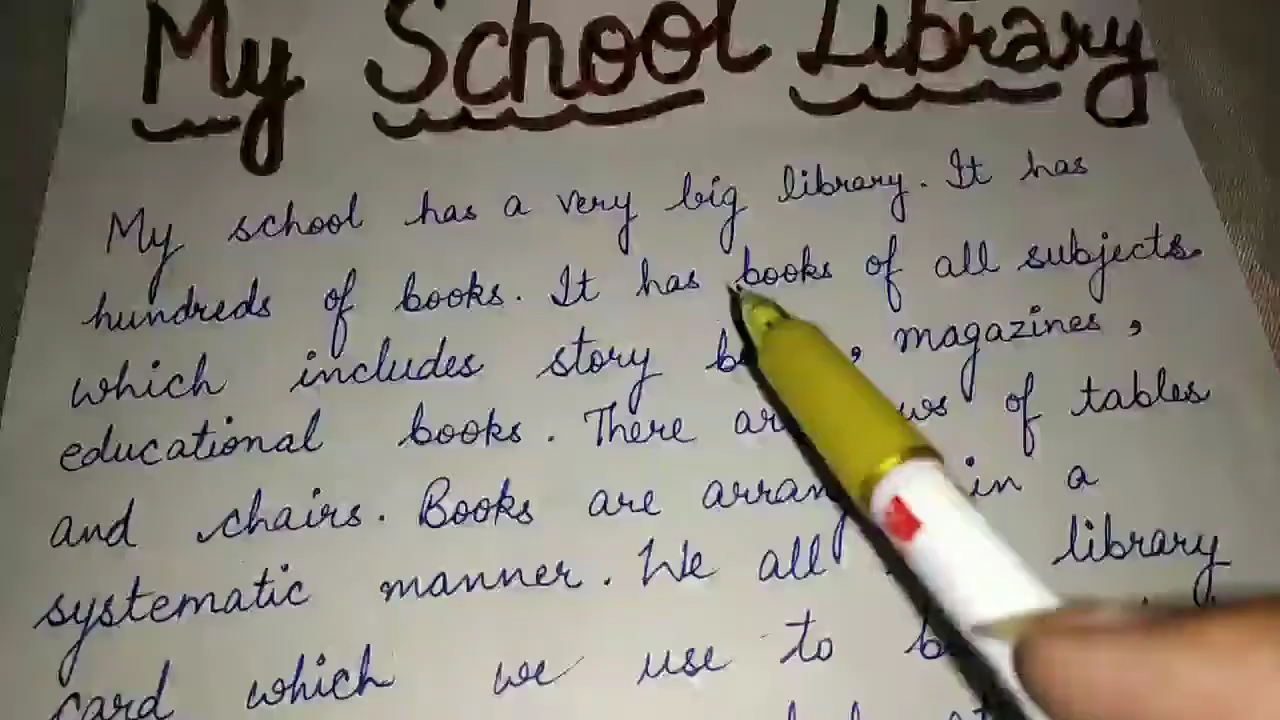 My School Library
My school has a very big library. It has
hundreds of books. It has books of all subjects
which includes story , magazines,
educational books. There of tables
and chairs. Books are in a
systematic manner. We all library
card which we use to